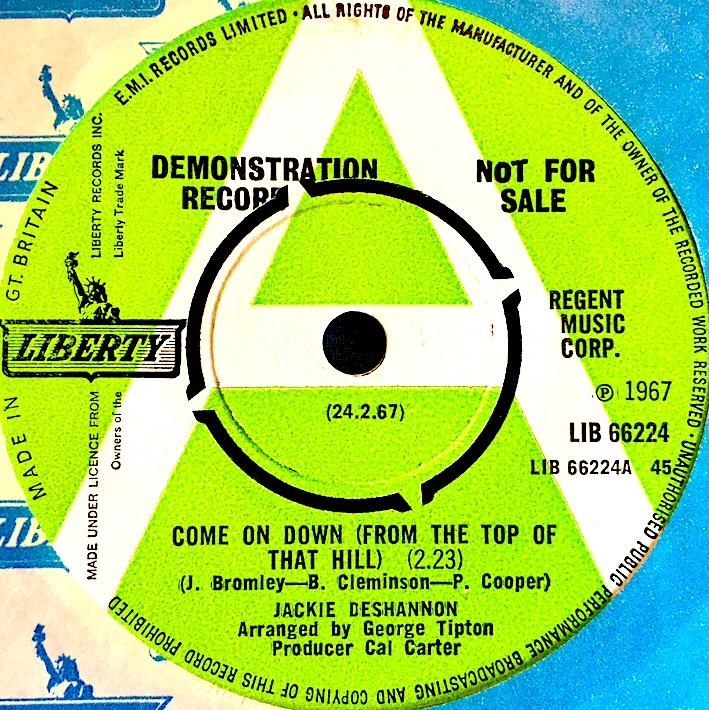 E.M.I. RECORDS LIMITED · ALL RIGHTS OF THE MANUFACTURER AND OF THE OWNER OF THE RECORDED WORK RESERVED · UNAUTHORISED PUBLIC PERFORMANCE BROADCASTING AND COPYING OF THIS RECORD PROHIBITED
MADE IN GT. BRITAIN
MADE UNDER LICENCE FROM LIBERTY RECORDS INC.
Owners of the Liberty Trade Mark
LIBERTY
DEMONSTRATION
RECORD
NOT FOR
SALE
REGENT
MUSIC
CORP.
℗ 1967
LIB 66224
LIB 66224A 45
(24.2.67)
COME ON DOWN (FROM THE TOP OF
THAT HILL) (2.23)
(J. Bromley—B. Cleminson—P. Cooper)
JACKIE DESHANNON
Arranged by George Tipton
Producer Cal Carter
LIB
LIB